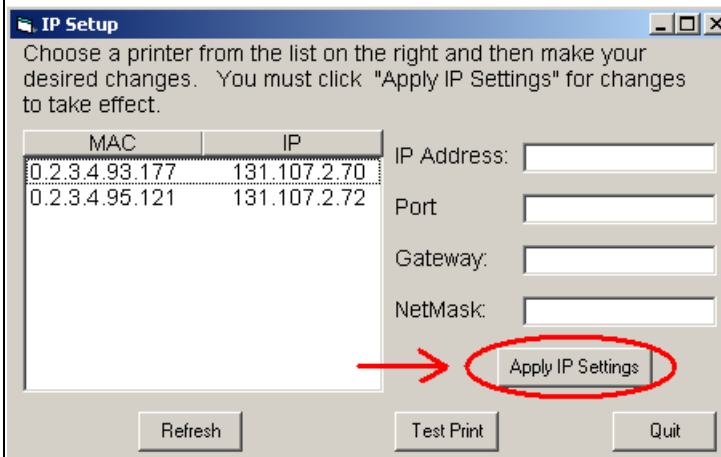 IP Setup
Choose a printer from the list on the right and then make your
desired changes. You must click "Apply IP Settings" for changes
to take effect.
MAC IP
0.2.3.4.93.177 131.107.2.70
0.2.3.4.95.121 131.107.2.72
IP Address:
Port
Gateway:
NetMask:
Apply IP Settings
Refresh Test Print Quit